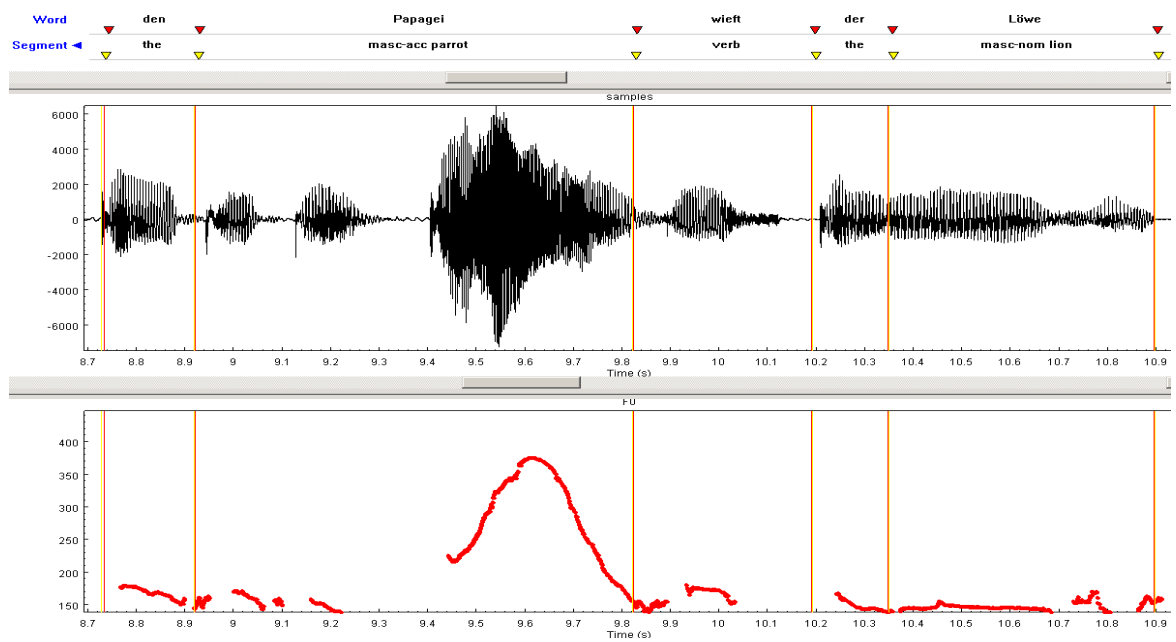 Word den Papagei wieft der Löwe
Segment the masc-acc parrot verb the masc-nom lion
samples
6000
4000
2000
0
-2000
-4000
-6000
8.7 8.8 8.9 9 9.1 9.2 9.3 9.4 9.5 9.6 9.7 9.8 9.9 10 10.1 10.2 10.3 10.4 10.5 10.6 10.7 10.8 10.9
Time (s)
F0
400
350
300
250
200
150
8.7 8.8 8.9 9 9.1 9.2 9.3 9.4 9.5 9.6 9.7 9.8 9.9 10 10.1 10.2 10.3 10.4 10.5 10.6 10.7 10.8 10.9
Time (s)